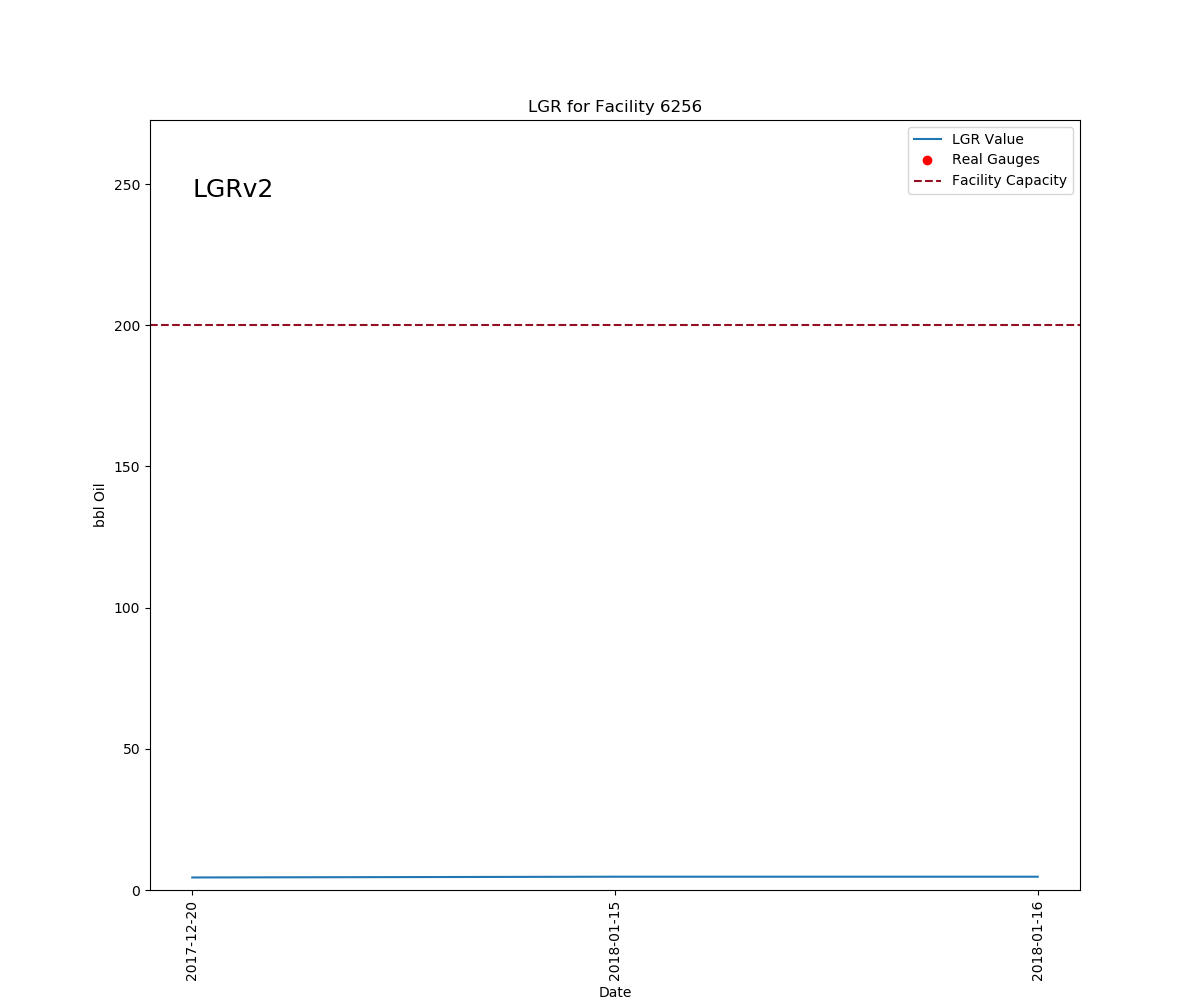 LGR for Facility 6256
LGR Value
Real Gauges
Facility Capacity
LGRv2
250
200
150
100
50
0
bbl Oil
2017-12-20
2018-01-15
2018-01-16
Date